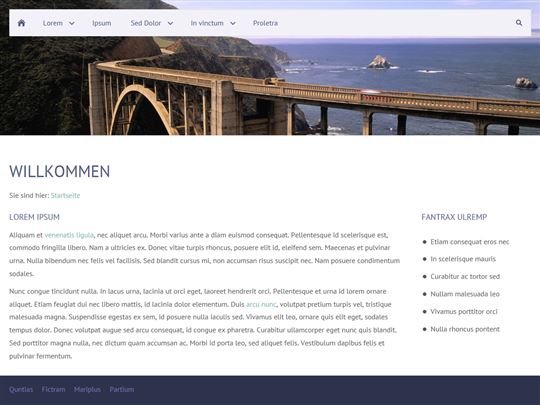 Lorem Ipsum Sed Dolor In vinctum Proletra
WILLKOMMEN
Sie sind hier: Startseite
LOREM IPSUM
Aliquam et venenatis ligula, nec aliquet arcu. Morbi varius ante a diam euismod consequat. Pellentesque id scelerisque est,
commodo fringilla libero. Nam a ultricies ex. Donec vitae turpis rhoncus, posuere elit id, eleifend sem. Maecenas et pulvinar
urna. Nulla bibendum nec felis vel facilisis. Sed blandit cursus mi, non accumsan risus suscipit nec. Nam posuere condimentum
sodales.
Nunc congue tincidunt nulla. In lacus urna, lacinia ut orci eget, laoreet hendrerit orci. Pellentesque et urna id lorem ornare
aliquet. Etiam feugiat dui nec libero mattis, id lacinia dolor elementum. Duis arcu nunc, volutpat pretium turpis vel, tristique
malesuada magna. Suspendisse egestas ex sem, id posuere nulla iaculis sed. Vivamus elit leo, ornare quis elit eget, sodales
tempus dolor. Donec volutpat augue sed arcu consequat, id congue ex pharetra. Curabitur ullamcorper eget nunc quis blandit.
Sed porttitor magna nulla, nec dictum quam accumsan ac. Morbi id porta leo, sed aliquet felis. Vestibulum dapibus felis et
pulvinar fermentum.
FANTRAX ULREMP
Etiam consequat eros nec
In scelerisque mauris
Curabitur ac tortor sed
Nullam malesuada leo
Vivamus porttitor orci
Nulla rhoncus pontent
Quntias Fictram Mariplus Partium